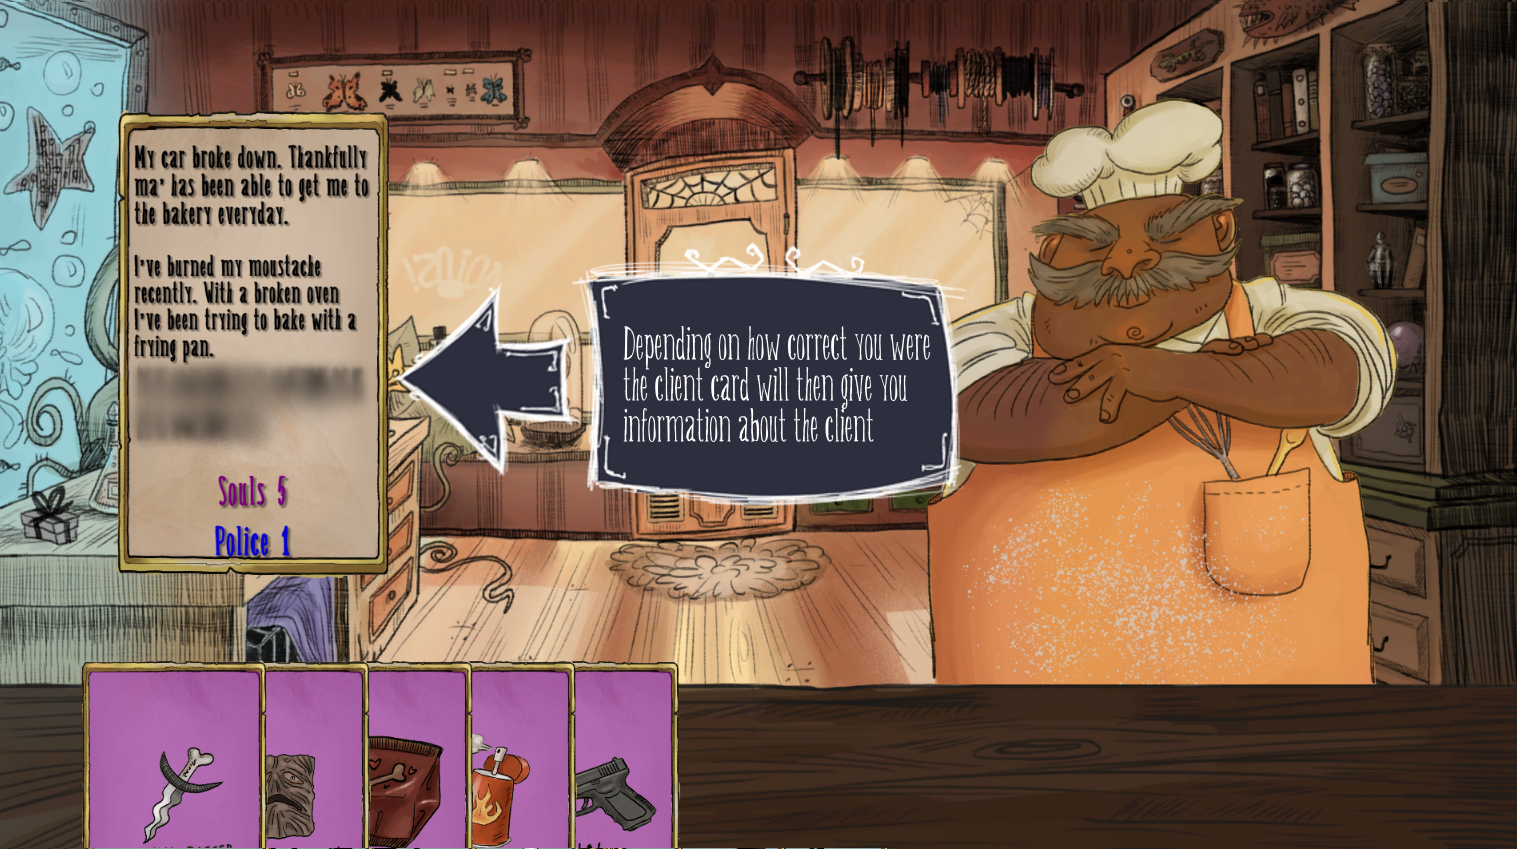 My car broke down. Thankfully
ma' has been able to get me to
the bakery everyday.
I've burned my moustache
recently. With a broken oven
I've been trying to bake with a
frying pan.
Souls 5
Police 1
Depending on how correct you were
the client card will then give you
information about the client